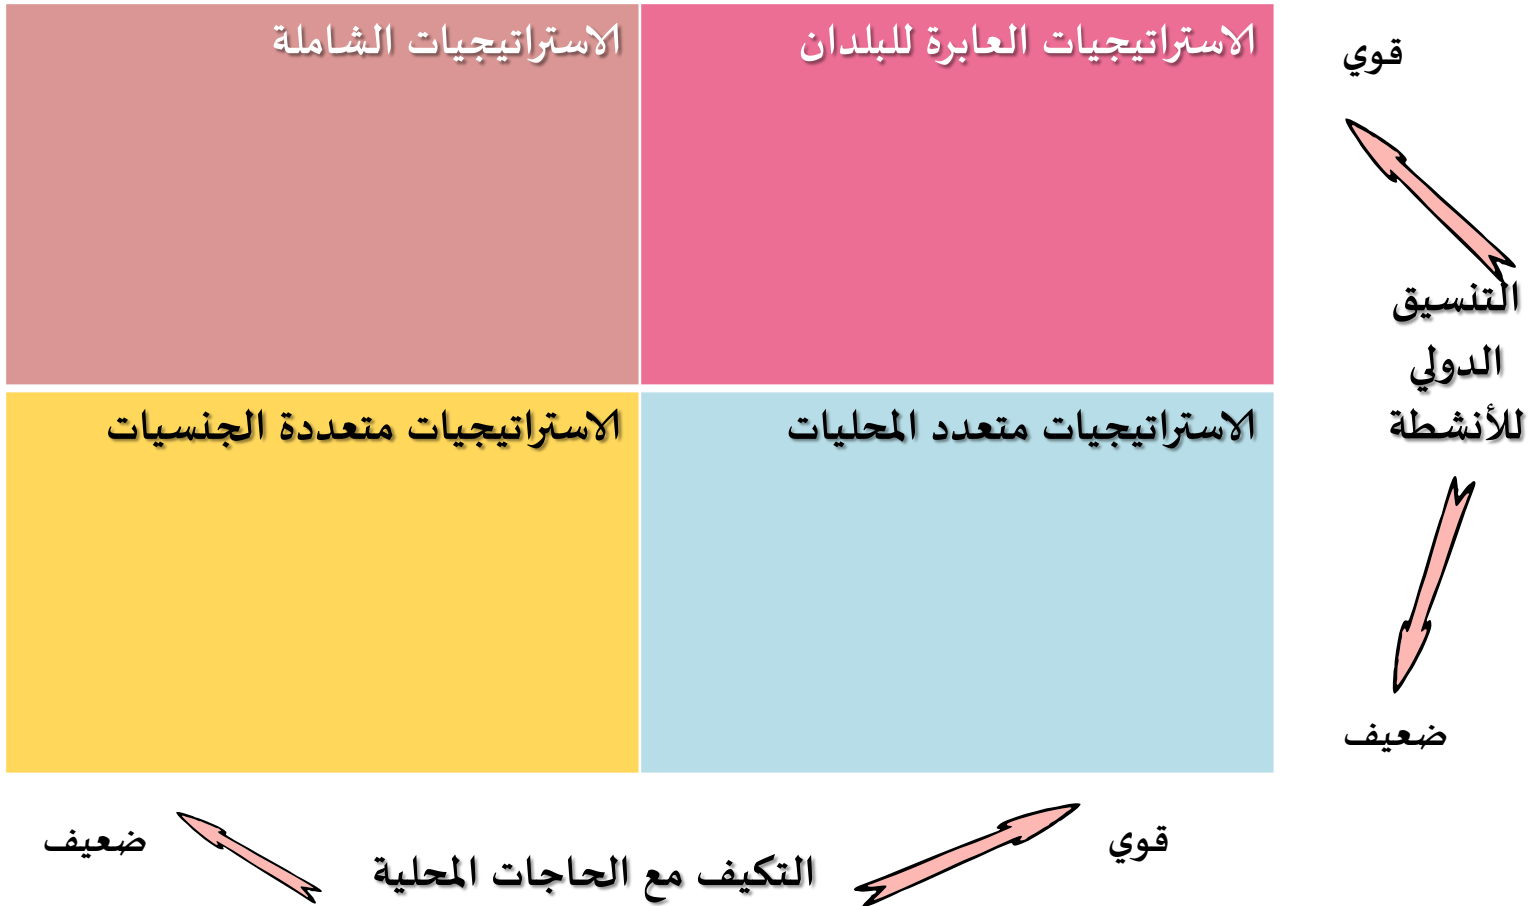 قوي
الاستراتيجيات العابرة للبلدان
الاستراتيجيات الشاملة
التنسيق
الدولي
للأنشطة
الاستراتيجيات متعدد المحليات
الاستراتيجيات متعددة الجنسيات
ضعيف
قوي
التكيف مع الحاجات المحلية
ضعيف